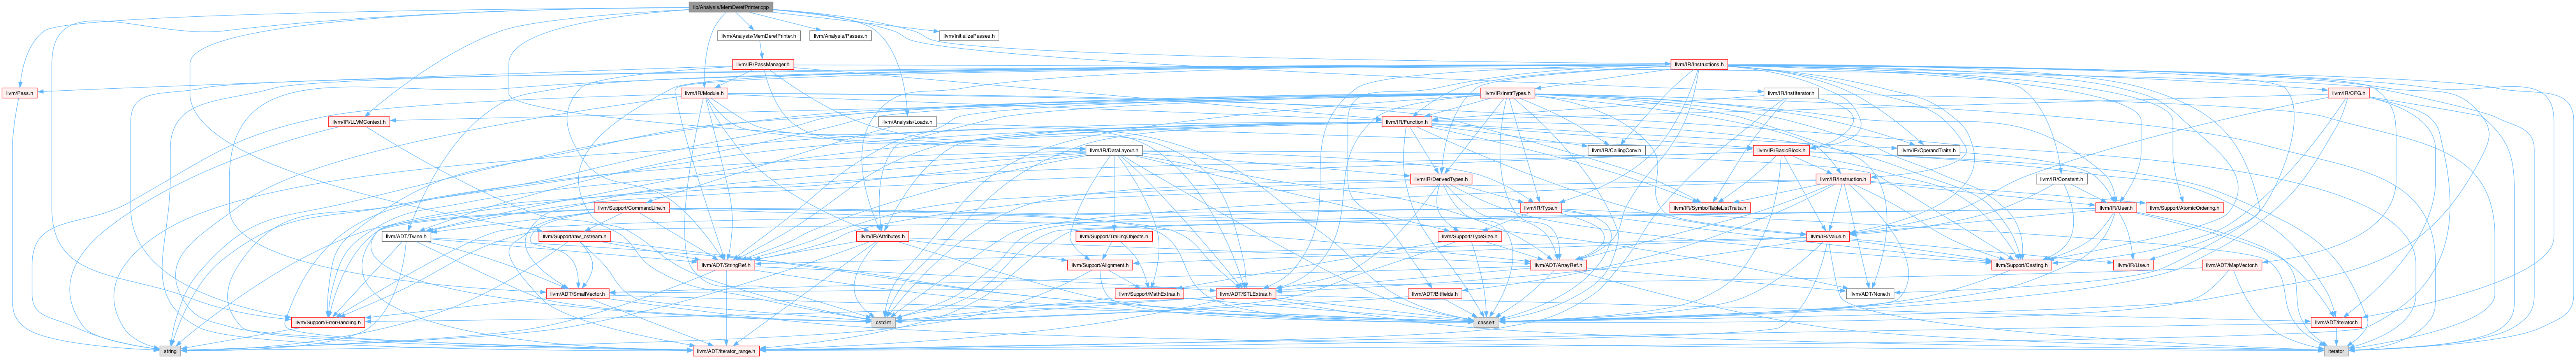 lib/Analysis/MemDerefPrinter.cpp
llvm/Analysis/MemDerefPrinter.h
llvm/Analysis/Passes.h
llvm/InitializePasses.h
llvm/IR/PassManager.h
llvm/IR/Instructions.h
llvm/Pass.h
llvm/IR/Module.h
llvm/IR/InstrTypes.h
llvm/IR/InstIterator.h
llvm/IR/CFG.h
llvm/IR/LLVMContext.h
llvm/Analysis/Loads.h
llvm/IR/Function.h
llvm/IR/DataLayout.h
llvm/IR/CallingConv.h
llvm/IR/BasicBlock.h
llvm/IR/OperandTraits.h
llvm/IR/DerivedTypes.h
llvm/IR/Instruction.h
llvm/IR/Constant.h
llvm/Support/CommandLine.h
llvm/IR/Type.h
llvm/IR/SymbolTableListTraits.h
llvm/IR/User.h
llvm/Support/AtomicOrdering.h
llvm/ADT/Twine.h
llvm/Support/raw_ostream.h
llvm/IR/Attributes.h
llvm/Support/TrailingObjects.h
llvm/Support/TypeSize.h
llvm/IR/Value.h
llvm/ADT/StringRef.h
llvm/Support/Alignment.h
llvm/ADT/ArrayRef.h
llvm/Support/Casting.h
llvm/IR/Use.h
llvm/ADT/MapVector.h
llvm/ADT/SmallVector.h
llvm/Support/MathExtras.h
llvm/ADT/STLExtras.h
llvm/ADT/Bitfields.h
llvm/ADT/None.h
llvm/Support/ErrorHandling.h
cstdint
cassert
llvm/ADT/iterator.h
string
llvm/ADT/iterator_range.h
iterator